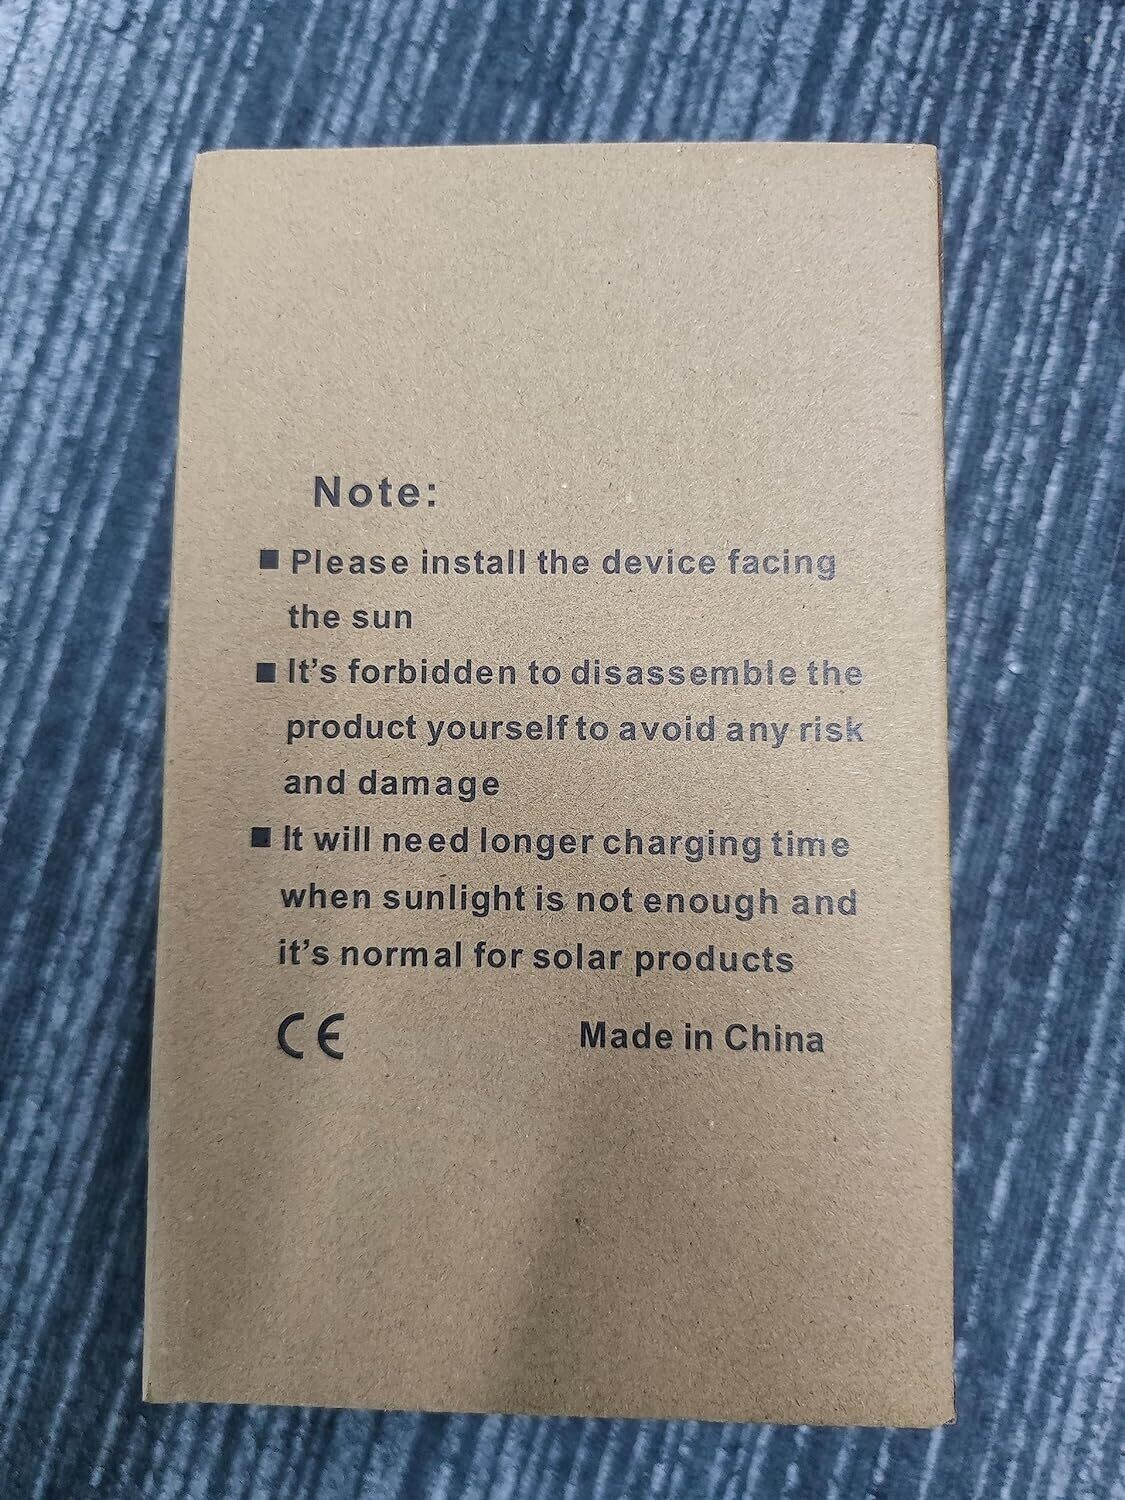 Note:
■ Please install the device facing
the sun
■ It’s forbidden to disassemble the
product yourself to avoid any risk
and damage
■ It will need longer charging time
when sunlight is not enough and
it’s normal for solar products
CE Made in China